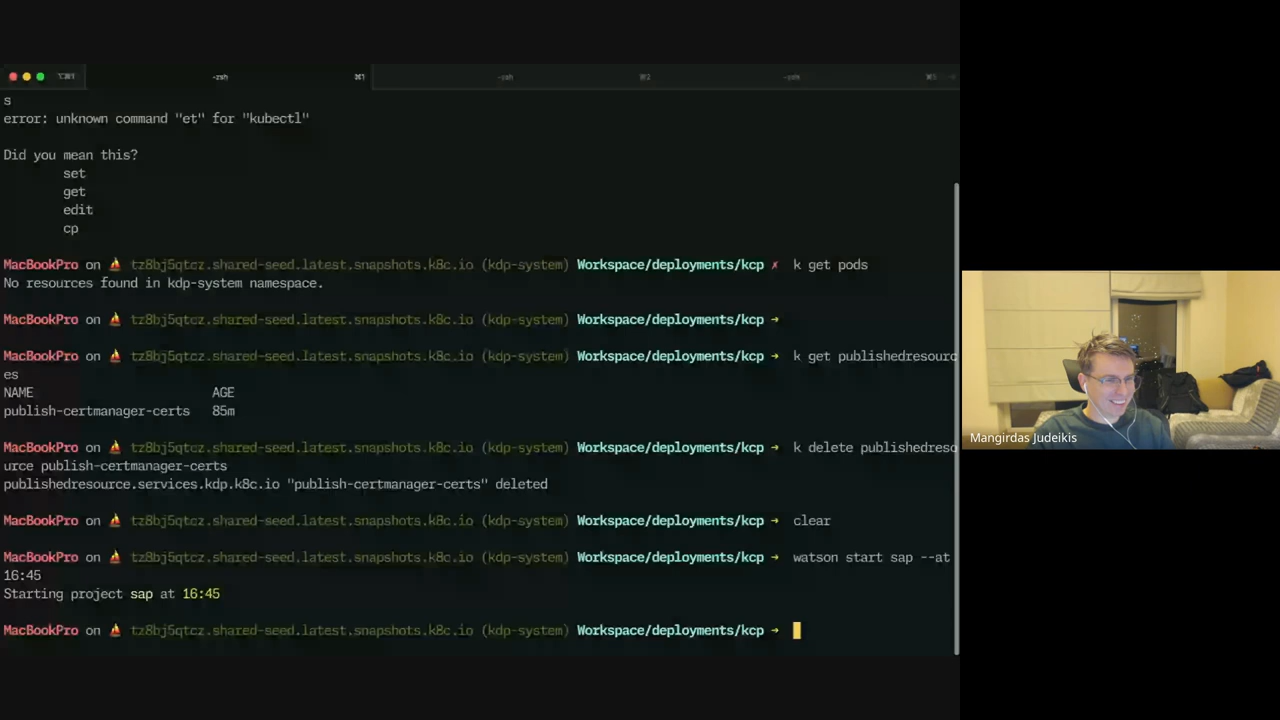 -zsh
⌘1
-zsh
⌘2
-zsh
s
error: unknown command "et" for "kubectl"
Did you mean this?
set
get
edit
cp
MacBookPro on ⛵ tz8bj5qtcz.shared-seed.latest.snapshots.k8c.io (kdp-system) Workspace/deployments/kcp ✗ k get pods
No resources found in kdp-system namespace.
MacBookPro on ⛵ tz8bj5qtcz.shared-seed.latest.snapshots.k8c.io (kdp-system) Workspace/deployments/kcp →
MacBookPro on ⛵ tz8bj5qtcz.shared-seed.latest.snapshots.k8c.io (kdp-system) Workspace/deployments/kcp → k get publishedresourc
es
NAME AGE
publish-certmanager-certs 85m
MacBookPro on ⛵ tz8bj5qtcz.shared-seed.latest.snapshots.k8c.io (kdp-system) Workspace/deployments/kcp → k delete publishedreso
urce publish-certmanager-certs
publishedresource.services.kdp.k8c.io "publish-certmanager-certs" deleted
MacBookPro on ⛵ tz8bj5qtcz.shared-seed.latest.snapshots.k8c.io (kdp-system) Workspace/deployments/kcp → clear
MacBookPro on ⛵ tz8bj5qtcz.shared-seed.latest.snapshots.k8c.io (kdp-system) Workspace/deployments/kcp → watson start sap --at
16:45
Starting project sap at 16:45
MacBookPro on ⛵ tz8bj5qtcz.shared-seed.latest.snapshots.k8c.io (kdp-system) Workspace/deployments/kcp →
Mangirdas Judeikis